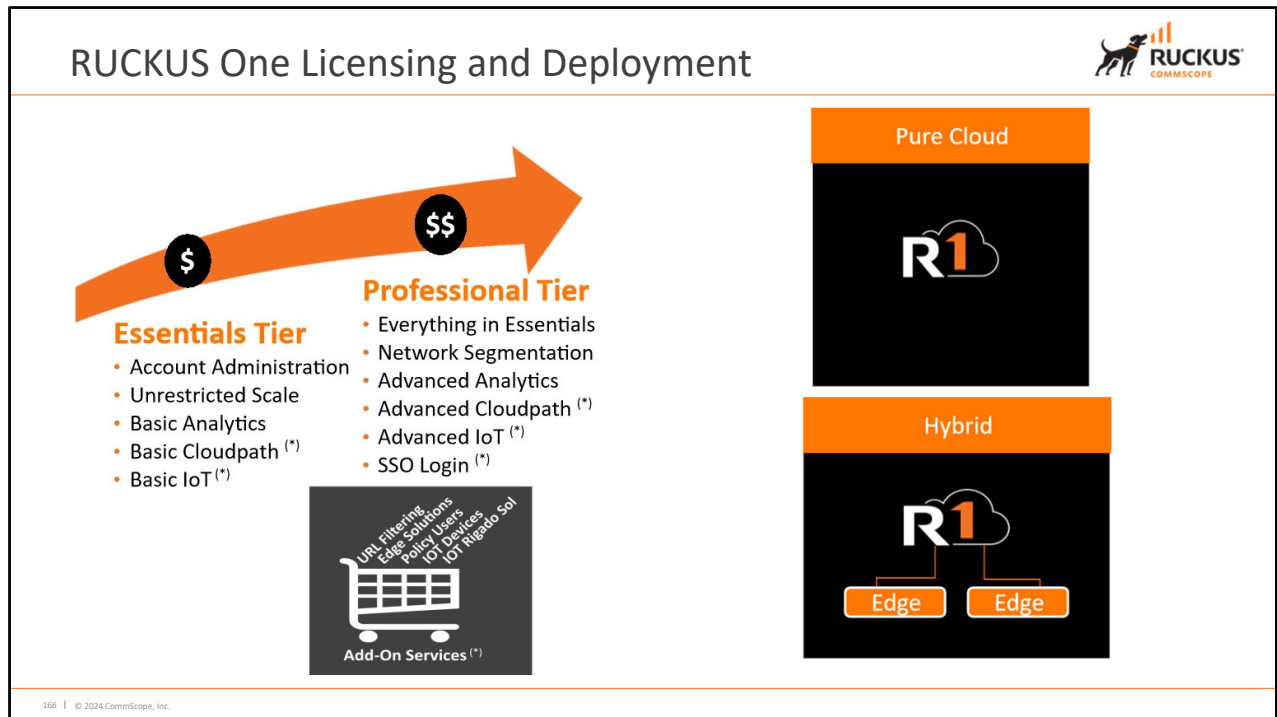 RUCKUS One Licensing and Deployment
RUCKUS
COMMSCOPE
$
$$
Essentials Tier
• Account Administration
• Unrestricted Scale
• Basic Analytics
• Basic Cloudpath (*)
• Basic IoT (*)
Professional Tier
• Everything in Essentials
• Network Segmentation
• Advanced Analytics
• Advanced Cloudpath (*)
• Advanced IoT (*)
• SSO Login (*)
URL Filtering
Edge Solutions
Policy Users
IOT Devices
IOT Rigado Sol
Add-On Services (*)
Pure Cloud
R1
Hybrid
R1
Edge
Edge
166 | © 2024 CommScope, Inc.